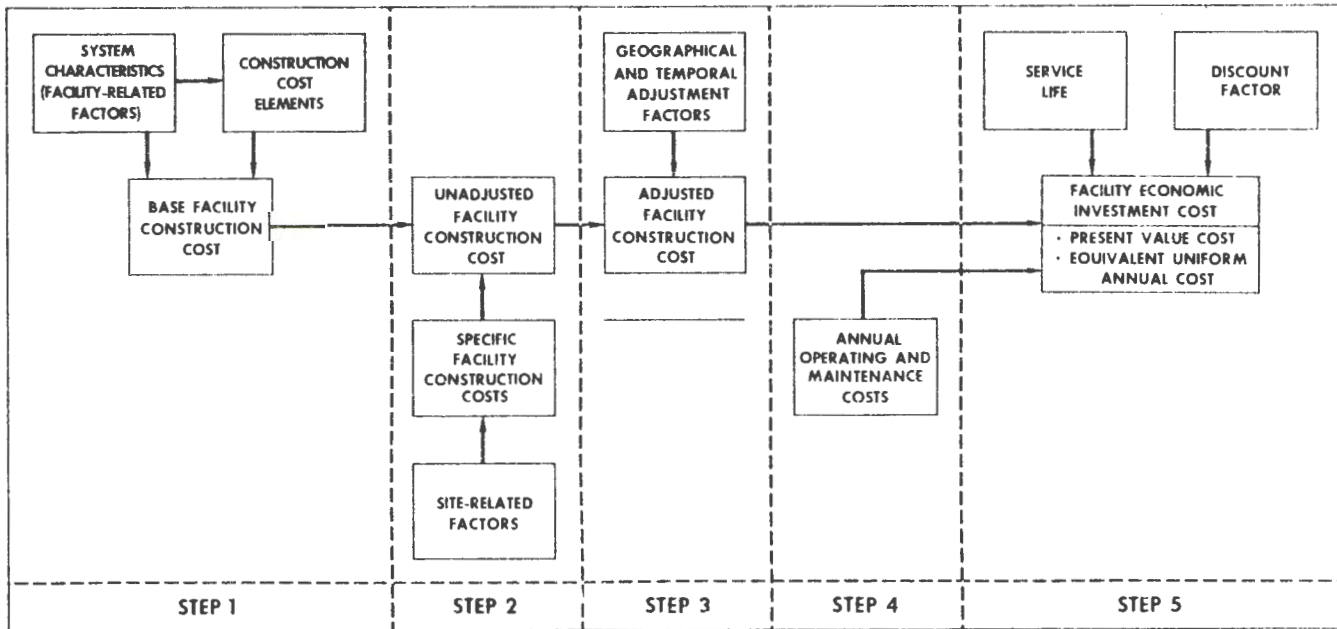 SYSTEM
CHARACTERISTICS
(FACILITY-RELATED
FACTORS)
CONSTRUCTION
COST
ELEMENTS
BASE FACILITY
CONSTRUCTION
COST
UNADJUSTED
FACILITY
CONSTRUCTION
COST
SPECIFIC
FACILITY
CONSTRUCTION
COSTS
SITE-RELATED
FACTORS
GEOGRAPHICAL
AND TEMPORAL
ADJUSTMENT
FACTORS
ADJUSTED
FACILITY
CONSTRUCTION
COST
ANNUAL
OPERATING AND
MAINTENANCE
COSTS
SERVICE
LIFE
DISCOUNT
FACTOR
FACILITY ECONOMIC
INVESTMENT COST
· PRESENT VALUE COST
· EQUIVALENT UNIFORM
ANNUAL COST
STEP 1
STEP 2
STEP 3
STEP 4
STEP 5